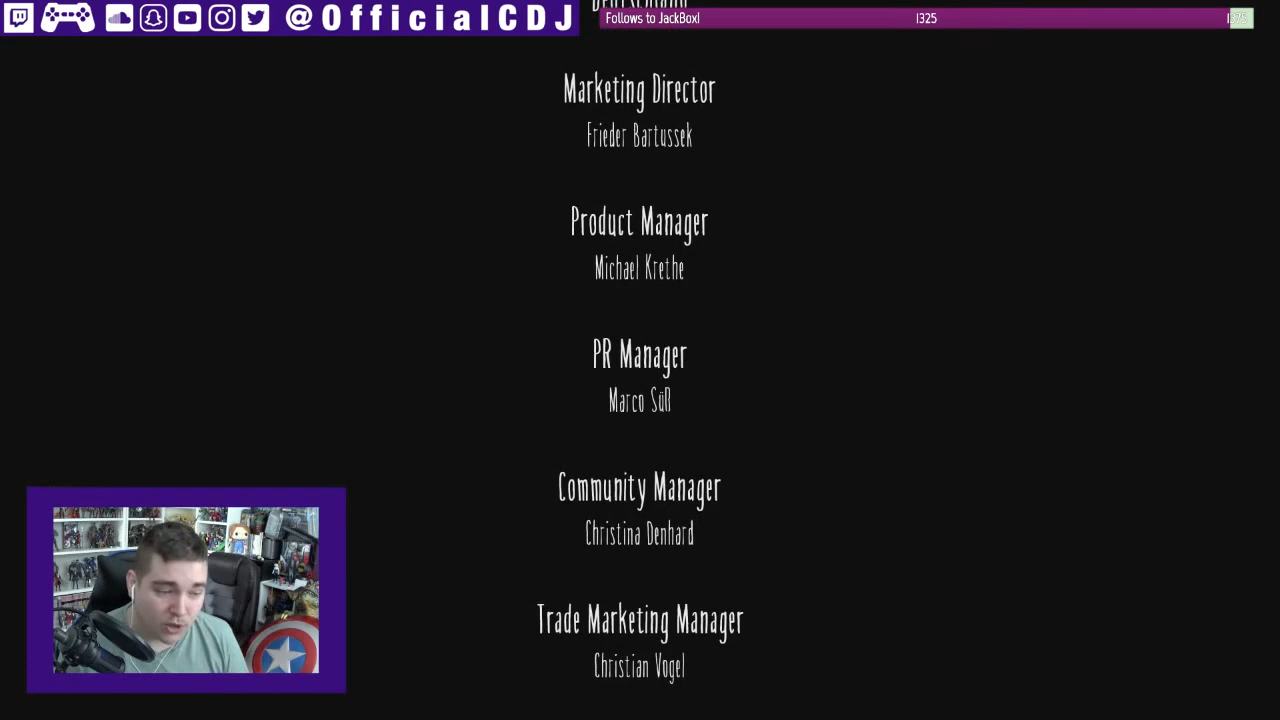 @OfficialCDJ
Follows to JackBox! 1325
Marketing Director
Frieder Bartussek
Product Manager
Michael Krethe
PR Manager
Marco Süß
Community Manager
Christina Denhard
Trade Marketing Manager
Christian Vogel